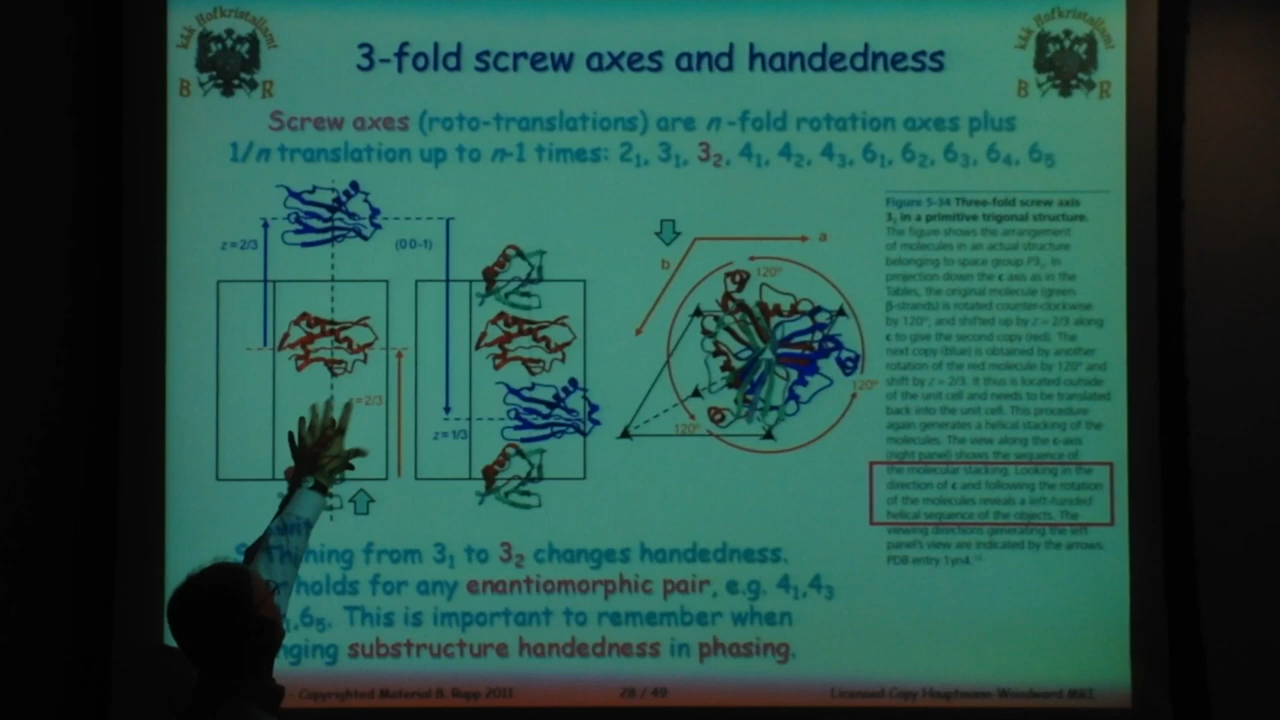 k&k Hofkristallamt
B R
k&k Hofkristallamt
B R
3-fold screw axes and handedness
Screw axes (roto-translations) are n-fold rotation axes plus
1/n translation up to n-1 times: 2₁, 3₁, 3₂, 4₁, 4₂, 4₃, 6₁, 6₂, 6₃, 6₄, 6₅
z=2/3
(0 0 -1)
=2/3
z=1/3
a
b
120°
120°
120°
Figure 5-34 Three-fold screw axis
3₂ in a primitive trigonal structure.
The figure shows the arrangement
of molecules in an actual structure
belonging to space group P3₂. In
projection down the c axis as in the
Tables, the original molecule (green
β-strands) is rotated counter-clockwise
by 120°, and shifted up by z = 2/3 along
c to give the second copy (red). The
next copy (blue) is obtained by another
rotation of the red molecule by 120° and
shift by z = 2/3. It thus is located outside
of the unit cell and needs to be translated
back into the unit cell. This procedure
again generates a helical stacking of the
molecules. The view along the c-axis
(right panel) shows the sequence of
the molecular stacking. Looking in the
direction of c and following the rotation
of the molecules reveals a left-handed
helical sequence of the objects. The
viewing directions generating the left
panel's view are indicated by the arrows.
PDB entry 1yn4.
from 3₁ to 3₂ changes handedness.
holds for any enantiomorphic pair, e.g. 4₁,4₃
,6₅. This is important to remember when
nging substructure handedness in phasing.
- Copyrighted Material B. Rupp 2011
28 / 49
Licensed Copy Hauptmann-Woodward MRI